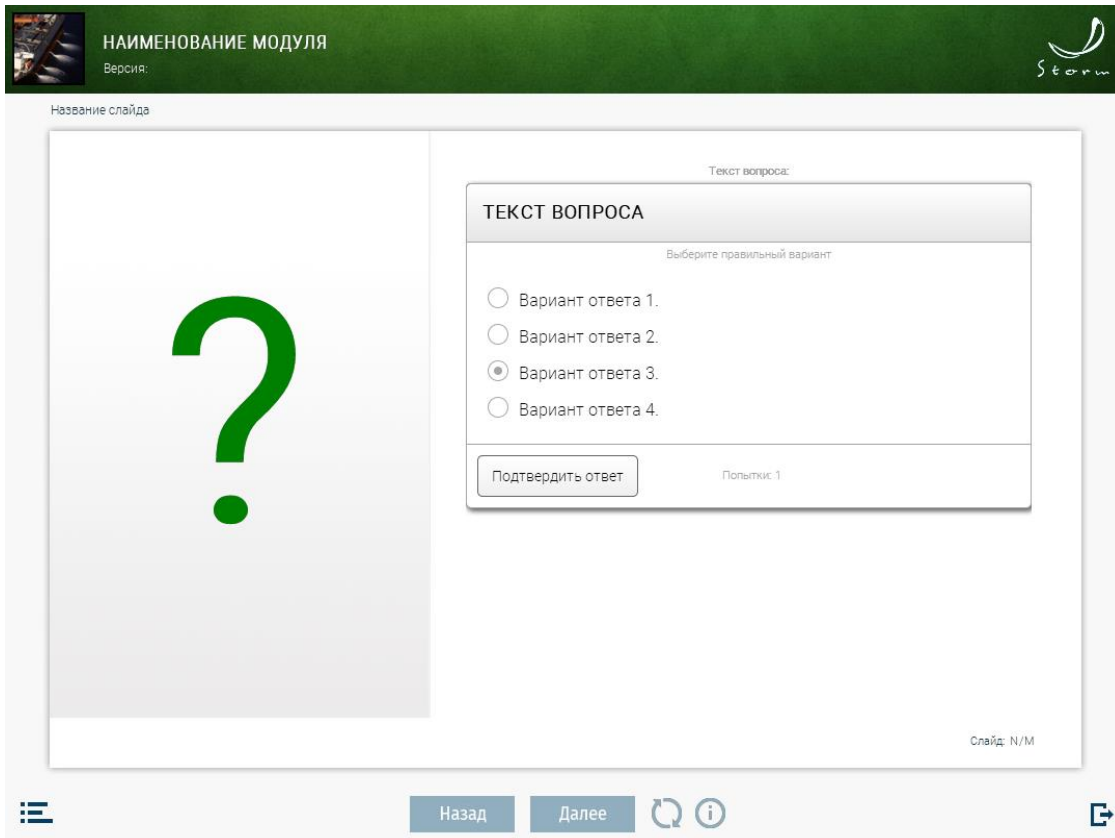 НАИМЕНОВАНИЕ МОДУЛЯ
Версия:
Storm
Название слайда
Текст вопроса:
ТЕКСТ ВОПРОСА
Выберите правильный вариант
Вариант ответа 1.
Вариант ответа 2.
Вариант ответа 3.
Вариант ответа 4.
Подтвердить ответ
Попытки: 1
?
Слайд: N/M
Назад
Далее